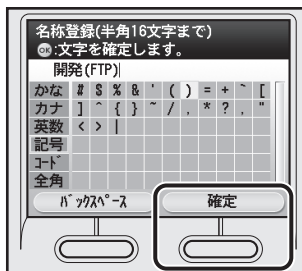 名称登録(半角16文字まで)
OK:文字を確定します。
開発(FTP)
かな # $ % & ' ( ) = + ` [
カナ ] ^ { } ~ / . * ? , "
英数 < > |
記号
ｺｰﾄﾞ
全角
ﾊﾞｯｸｽﾍﾟｰｽ 確定